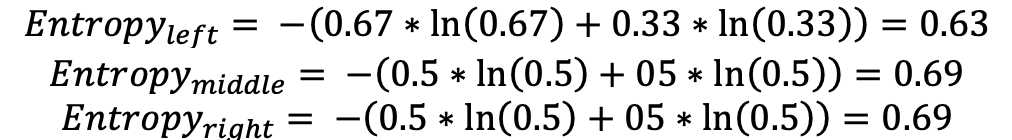 Entropy_left = −(0.67 * ln(0.67) + 0.33 * ln(0.33)) = 0.63
Entropy_middle = −(0.5 * ln(0.5) + 05 * ln(0.5)) = 0.69
Entropy_right = −(0.5 * ln(0.5) + 05 * ln(0.5)) = 0.69